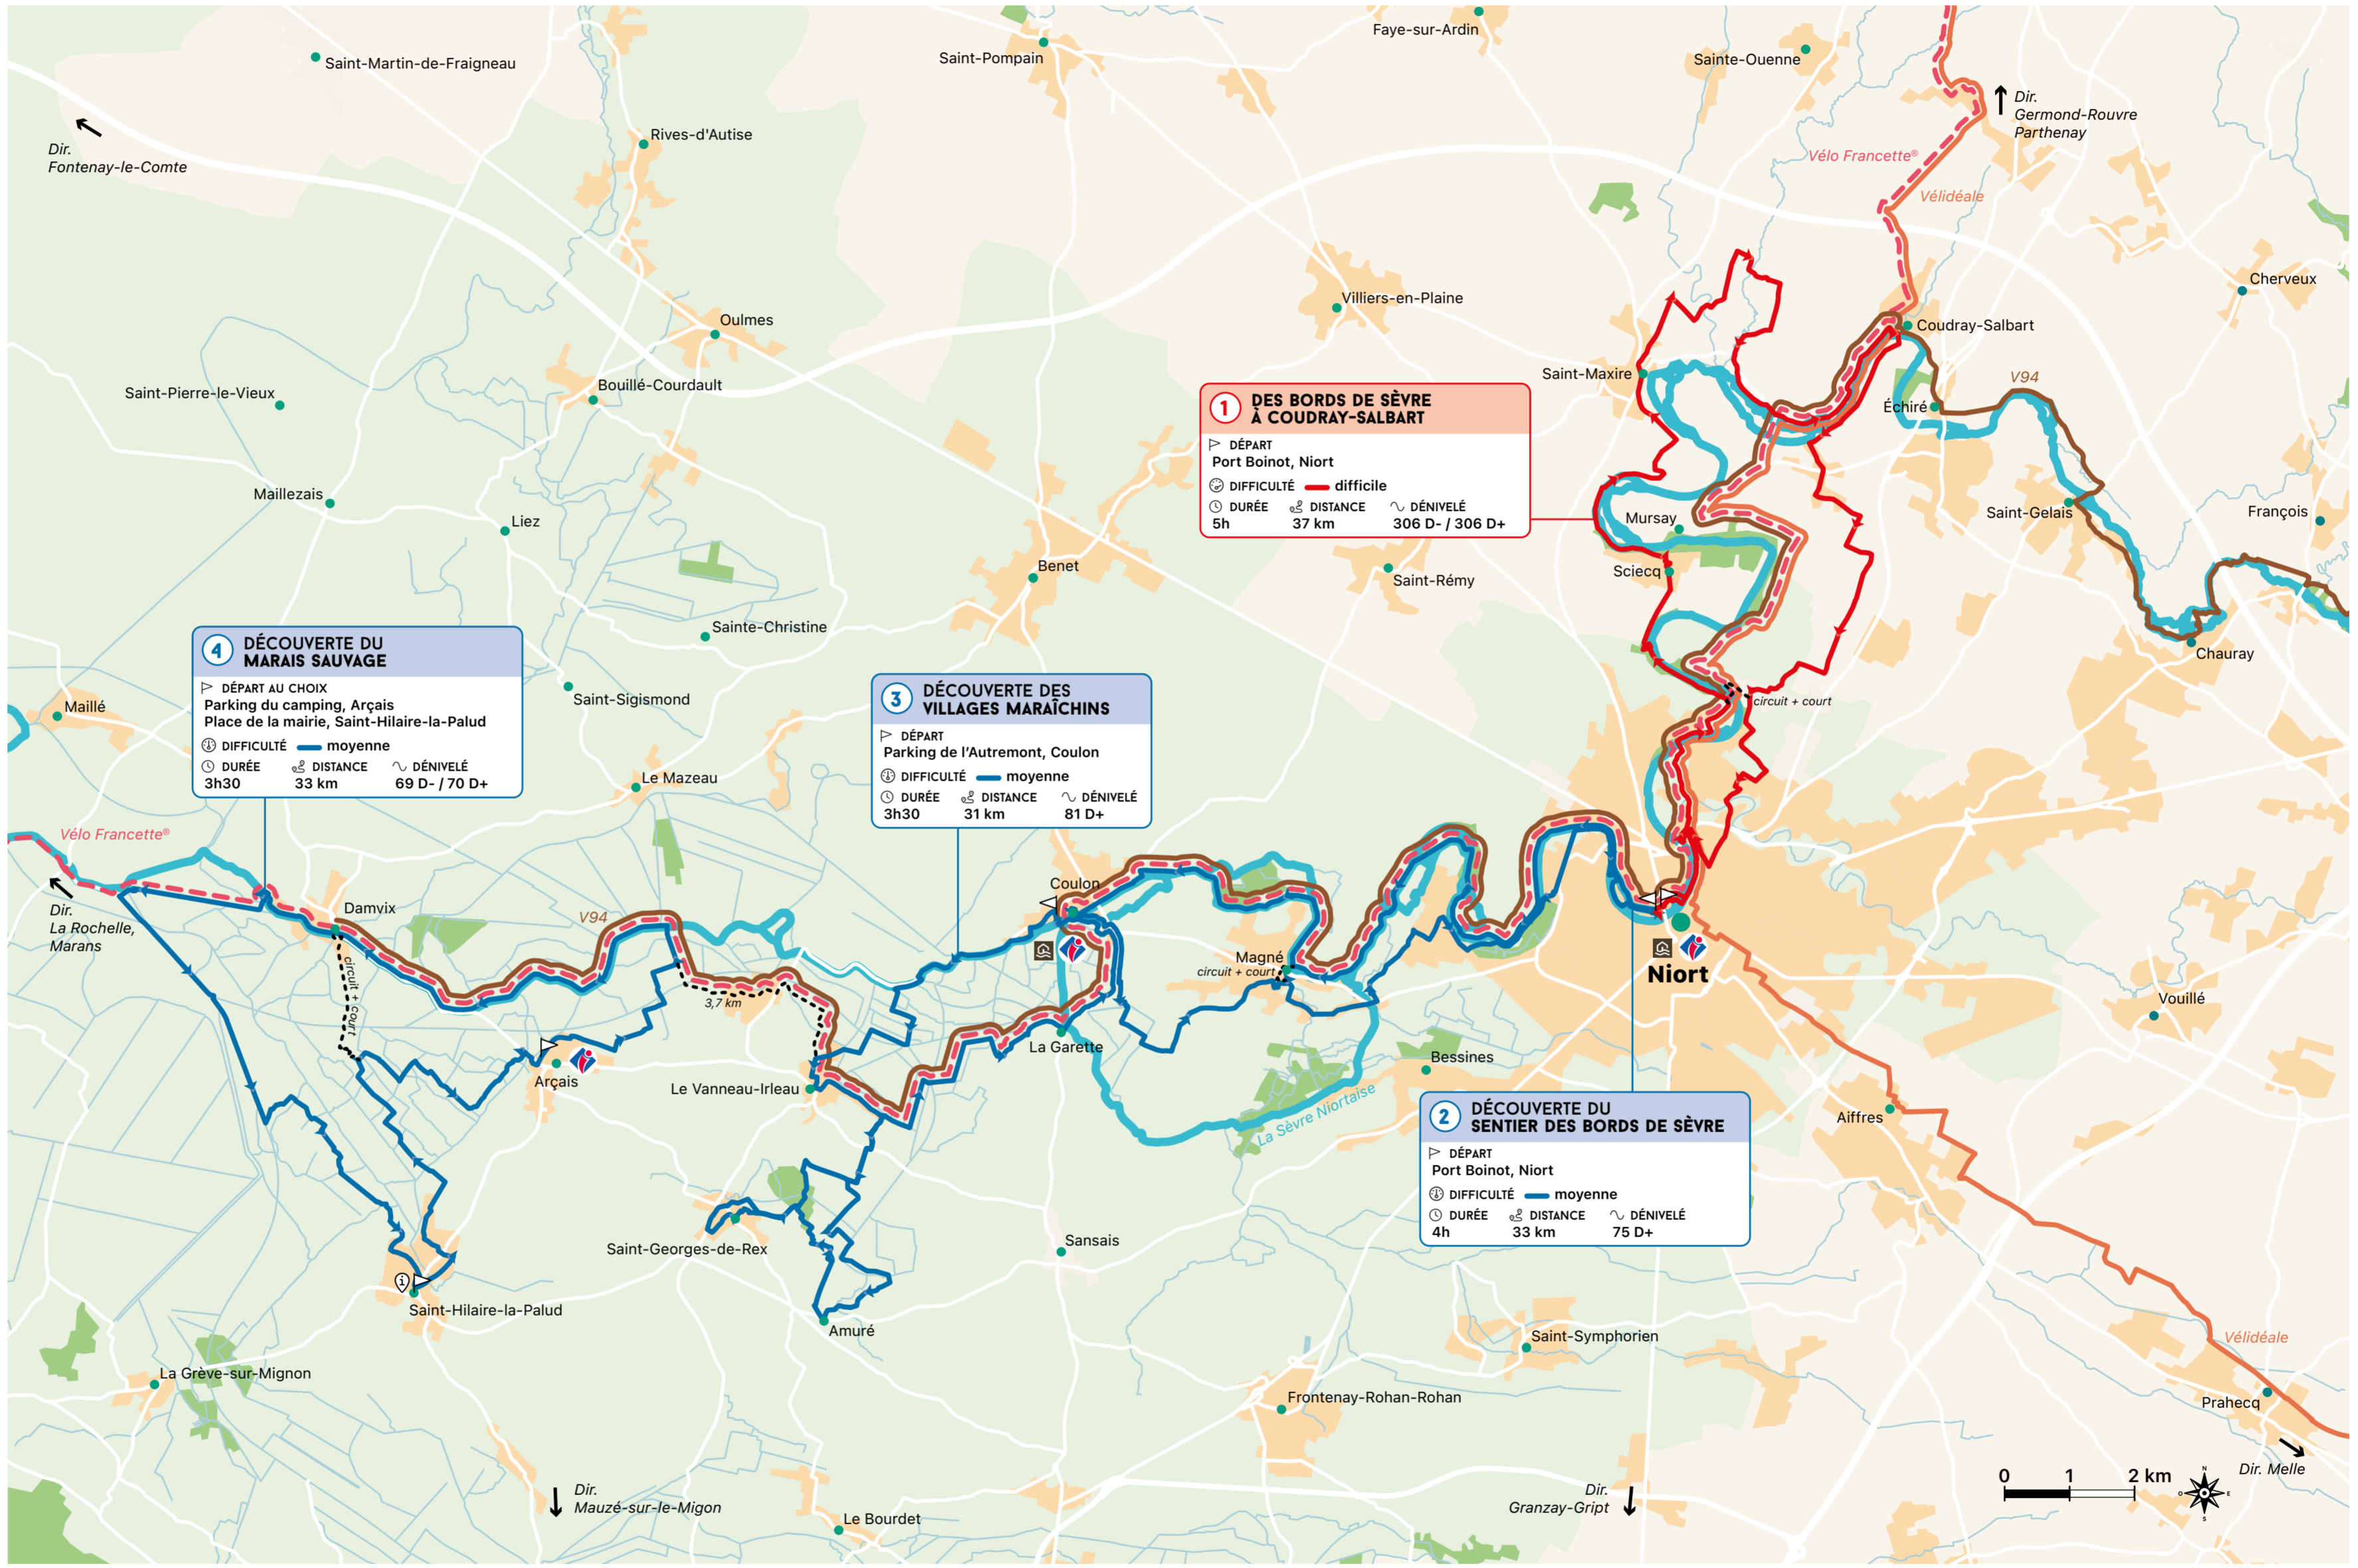 Faye-sur-Ardin
Saint-Pompain
Sainte-Ouenne
Saint-Martin-de-Fraigneau
Dir.
Germond-Rouvre
Parthenay
Rives-d'Autise
Dir.
Fontenay-le-Comte
Vélo Francette®
Vélidéale
Cherveux
Villiers-en-Plaine
Oulmes
Coudray-Salbart
Saint-Maxire
V94
Bouillé-Courdault
Saint-Pierre-le-Vieux
Échiré
1 DES BORDS DE SÈVRE
À COUDRAY-SALBART
DÉPART
Port Boinot, Niort
DIFFICULTÉ difficile
DURÉE DISTANCE DÉNIVELÉ
5h 37 km 306 D- / 306 D+
Maillezais
Liez
Mursay
Saint-Gelais
François
Benet
Saint-Rémy
Sciecq
Sainte-Christine
Chauray
4 DÉCOUVERTE DU
MARAIS SAUVAGE
DÉPART AU CHOIX
Parking du camping, Arçais
Place de la mairie, Saint-Hilaire-la-Palud
DIFFICULTÉ moyenne
DURÉE DISTANCE DÉNIVELÉ
3h30 33 km 69 D- / 70 D+
Saint-Sigismond
3 DÉCOUVERTE DES
VILLAGES MARAÎCHINS
DÉPART
Parking de l'Autremont, Coulon
DIFFICULTÉ moyenne
DURÉE DISTANCE DÉNIVELÉ
3h30 31 km 81 D+
circuit + court
Maillé
Le Mazeau
Vélo Francette®
Coulon
Damvix
V94
Dir.
La Rochelle,
Marans
Magné
circuit + court
Niort
circuit + court
3,7 km
Vouillé
La Garette
Bessines
Arçais
Le Vanneau-Irleau
La Sèvre Niortaise
Aiffres
2 DÉCOUVERTE DU
SENTIER DES BORDS DE SÈVRE
DÉPART
Port Boinot, Niort
DIFFICULTÉ moyenne
DURÉE DISTANCE DÉNIVELÉ
4h 33 km 75 D+
Saint-Georges-de-Rex
Sansais
Saint-Hilaire-la-Palud
Amuré
Saint-Symphorien
Vélidéale
La Grève-sur-Mignon
Frontenay-Rohan-Rohan
Prahecq
Dir. Melle
0 1 2 km
N
O E
S
Dir.
Mauzé-sur-le-Migon
Dir.
Granzay-Gript
Le Bourdet